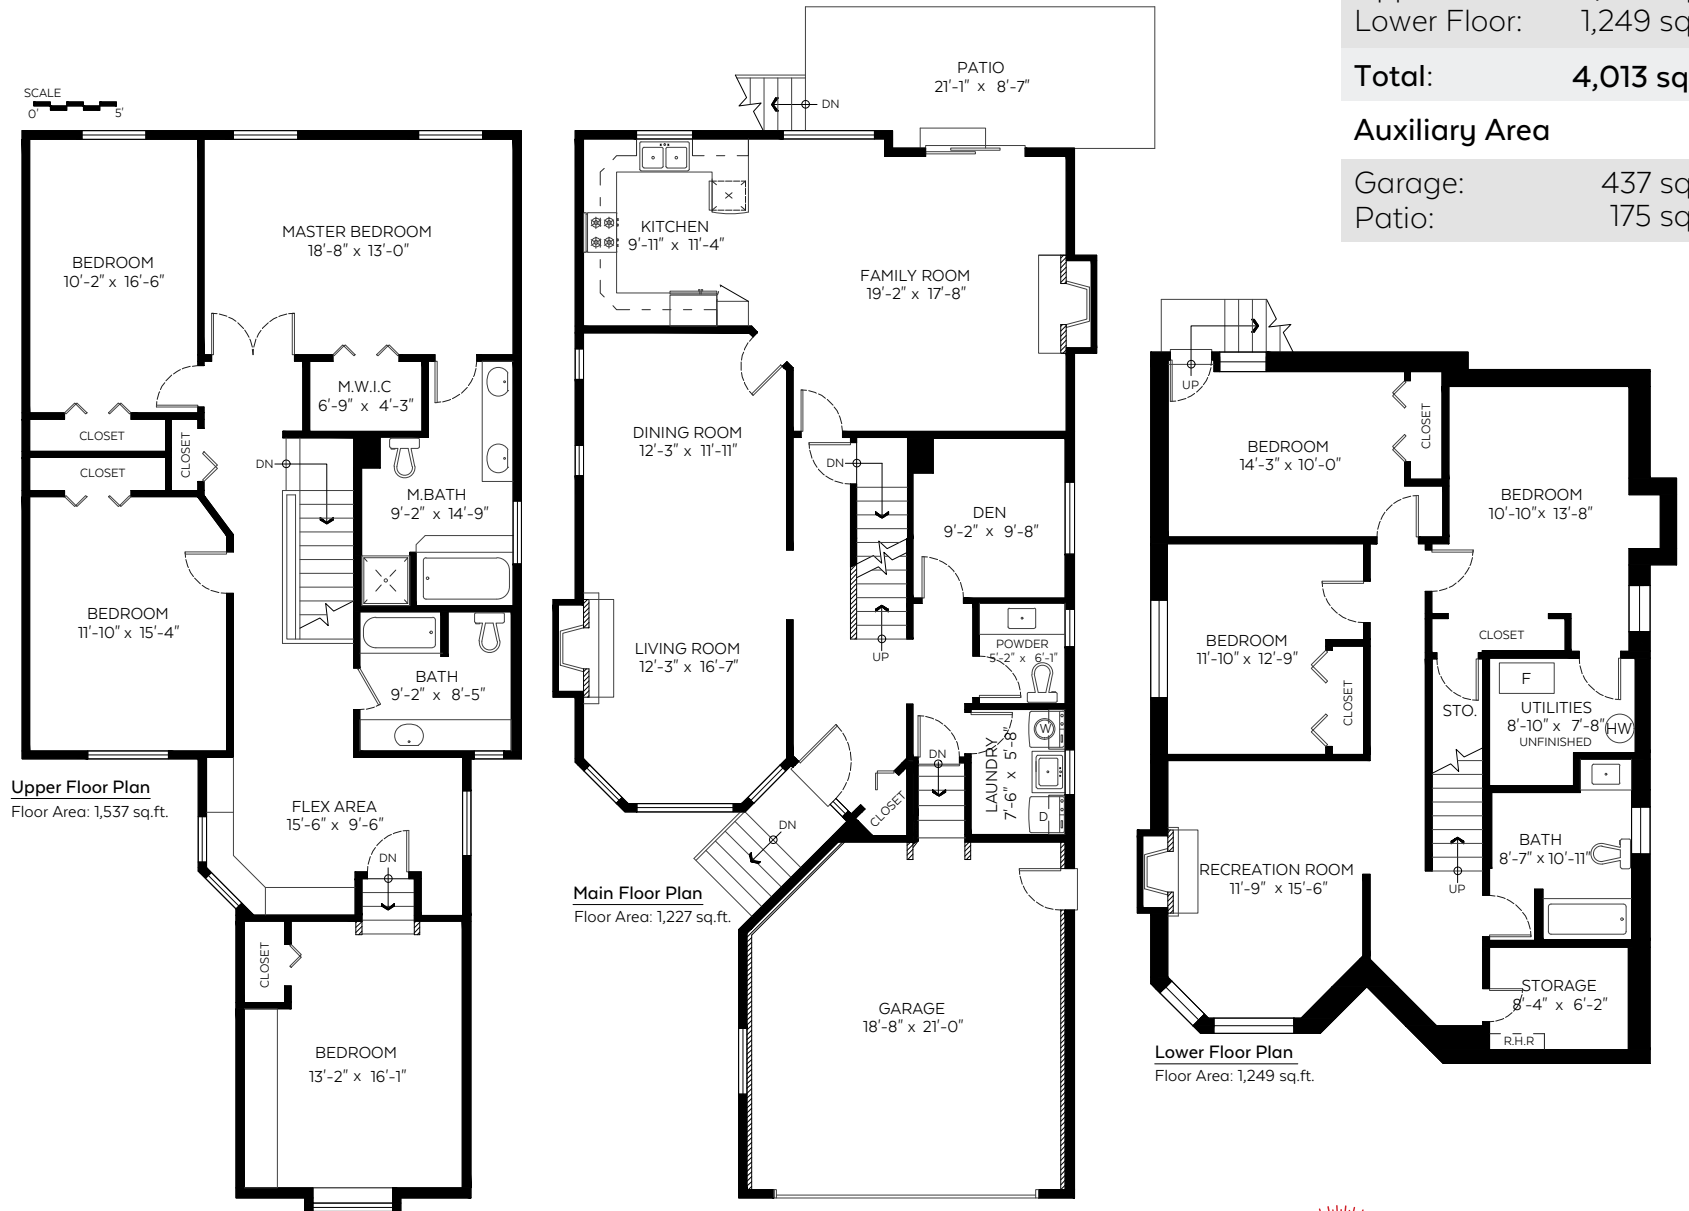 Lower Floor: 1,249 sq
Total: 4,013 sq
Auxiliary Area
Garage: 437 sq
Patio: 175 sq
SCALE
0' 5'
BEDROOM
10'-2" x 16'-6"
MASTER BEDROOM
18'-8" x 13'-0"
M.W.I.C
6'-9" x 4'-3"
CLOSET
CLOSET
CLOSET
DN
M.BATH
9'-2" x 14'-9"
BEDROOM
11'-10" x 15'-4"
BATH
9'-2" x 8'-5"
Upper Floor Plan
Floor Area: 1,537 sq.ft.
FLEX AREA
15'-6" x 9'-6"
DN
CLOSET
BEDROOM
13'-2" x 16'-1"
PATIO
21'-1" x 8'-7"
DN
KITCHEN
9'-11" x 11'-4"
X
FAMILY ROOM
19'-2" x 17'-8"
DINING ROOM
12'-3" x 11'-11"
DN
DEN
9'-2" x 9'-8"
LIVING ROOM
12'-3" x 16'-7"
UP
POWDER
5'-2" x 6'-1"
DN
LAUNDRY
7'-6" x 5'-8"
W
D
CLOSET
DN
Main Floor Plan
Floor Area: 1,227 sq.ft.
GARAGE
18'-8" x 21'-0"
UP
BEDROOM
14'-3" x 10'-0"
CLOSET
BEDROOM
10'-10" x 13'-8"
BEDROOM
11'-10" x 12'-9"
CLOSET
CLOSET
STO.
F
UTILITIES
8'-10" x 7'-8"
UNFINISHED
HW
RECREATION ROOM
11'-9" x 15'-6"
UP
BATH
8'-7" x 10'-11"
STORAGE
8'-4" x 6'-2"
R.H.R
Lower Floor Plan
Floor Area: 1,249 sq.ft.